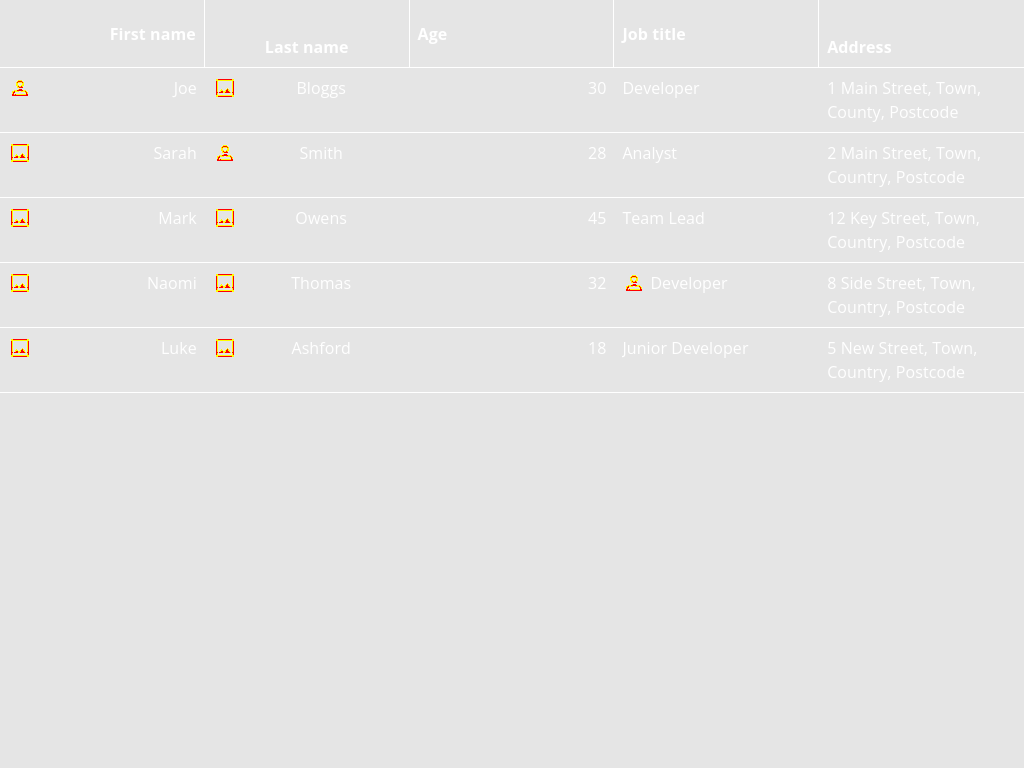 First name Last name Age Job title Address
Joe Bloggs 30 Developer 1 Main Street, Town,
County, Postcode
Sarah Smith 28 Analyst 2 Main Street, Town,
Country, Postcode
Mark Owens 45 Team Lead 12 Key Street, Town,
Country, Postcode
Naomi Thomas 32 Developer 8 Side Street, Town,
Country, Postcode
Luke Ashford 18 Junior Developer 5 New Street, Town,
Country, Postcode